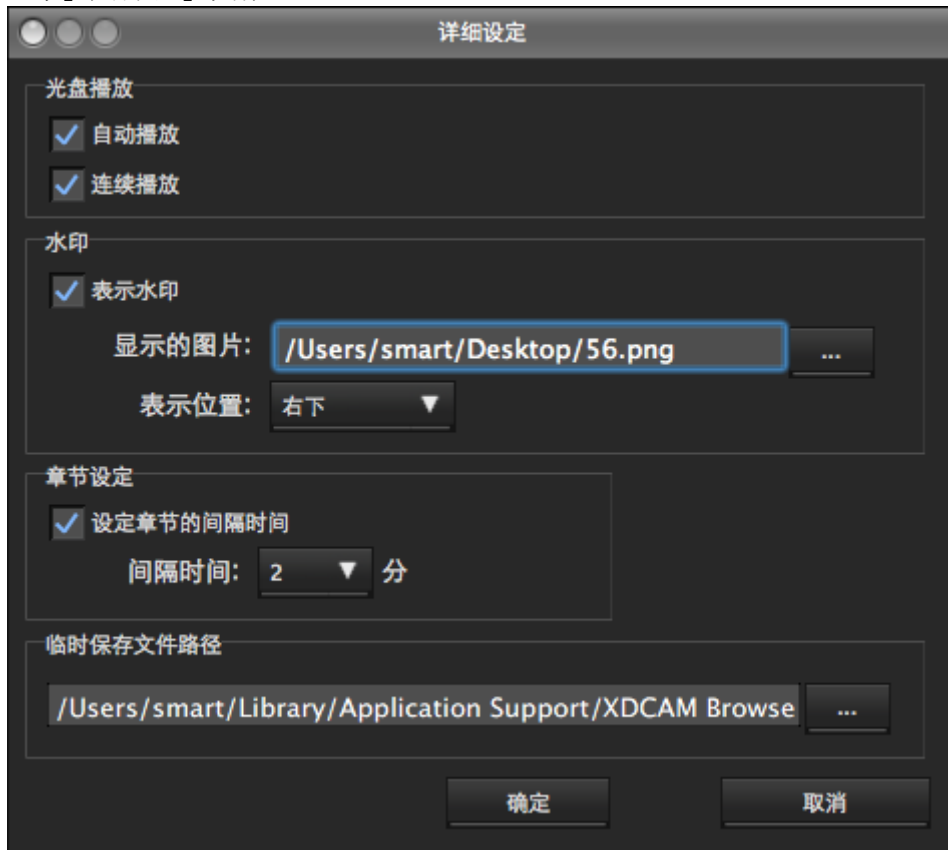 详细设定
光盘播放
自动播放
连续播放
水印
表示水印
显示的图片: /Users/smart/Desktop/56.png ...
表示位置: 右下
章节设定
设定章节的间隔时间
间隔时间: 2 分
临时保存文件路径
/Users/smart/Library/Application Support/XDCAM Browse ...
确定 取消